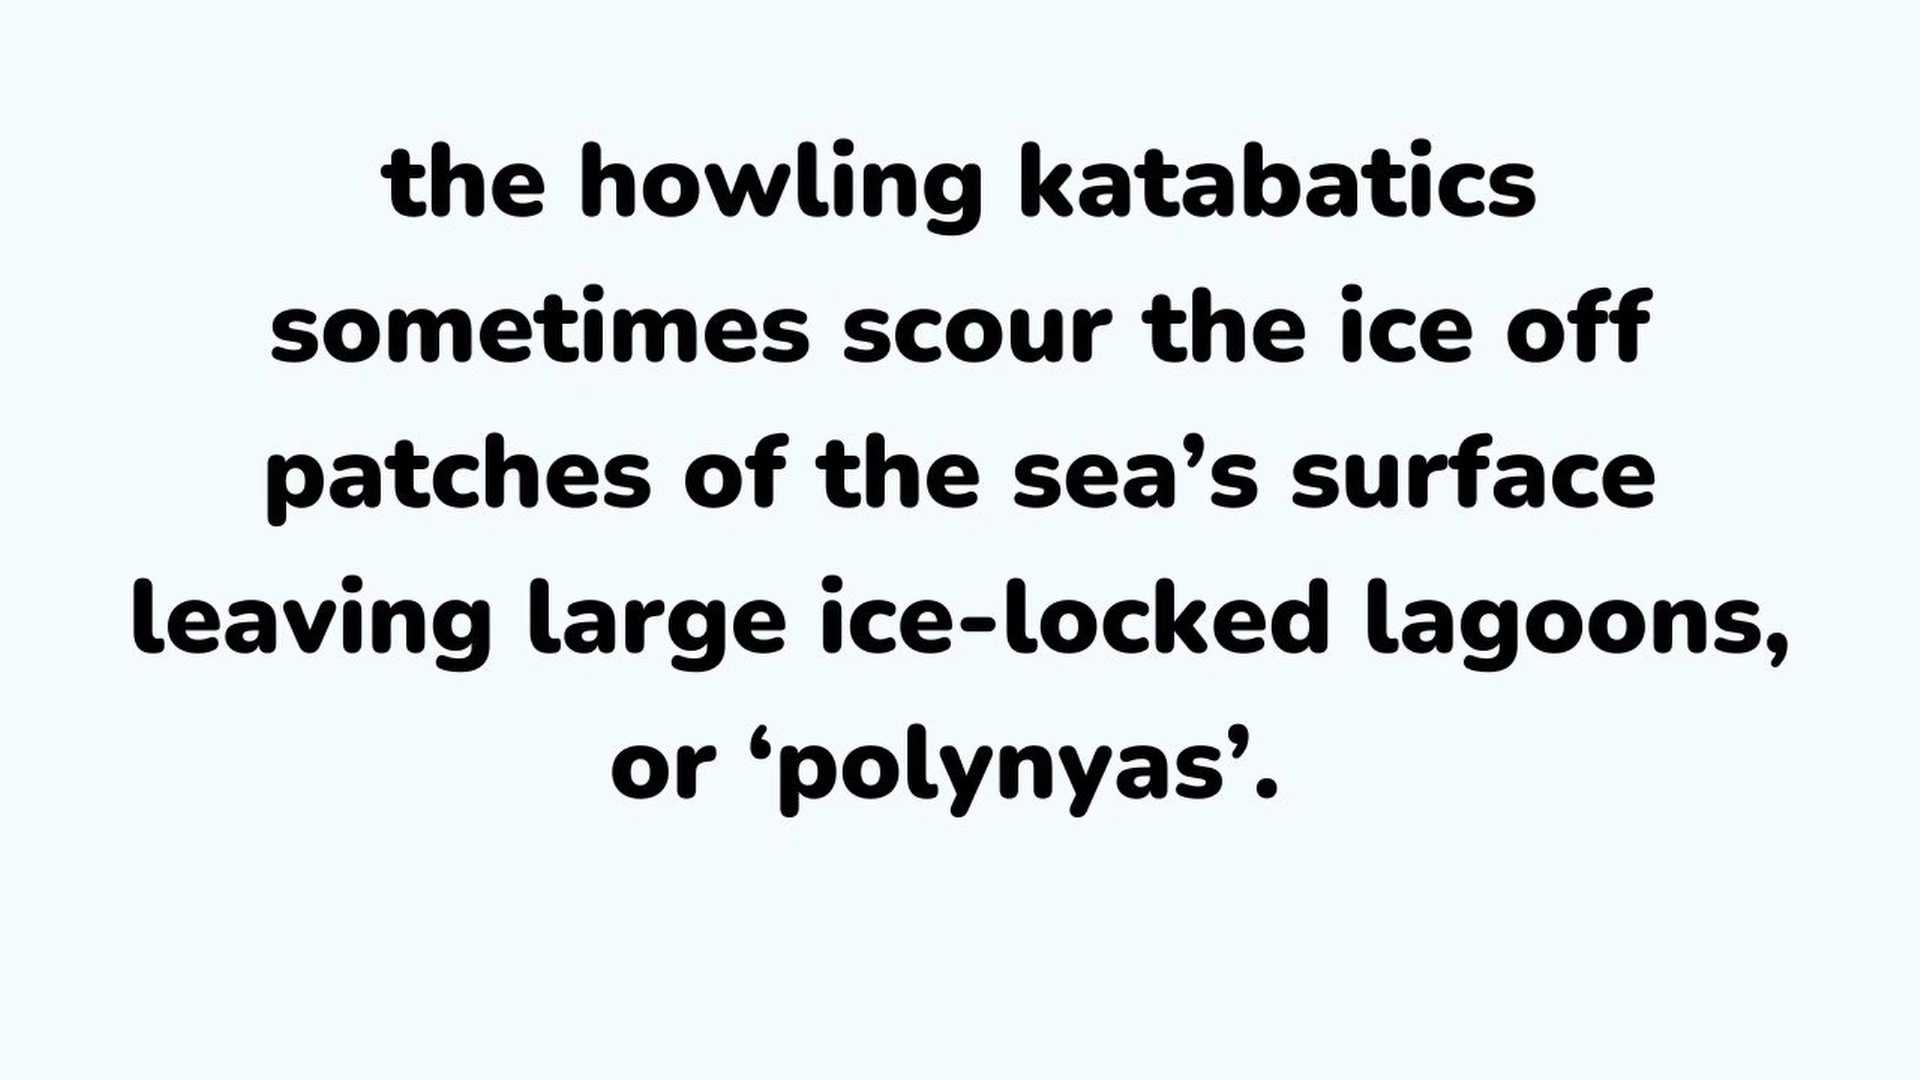 the howling katabatics
sometimes scour the ice off
patches of the sea’s surface
leaving large ice-locked lagoons,
or ‘polynyas’.